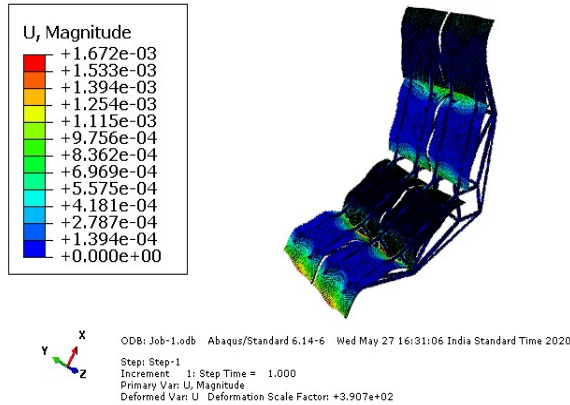 U, Magnitude
+1.672e-03
+1.533e-03
+1.394e-03
+1.254e-03
+1.115e-03
+9.756e-04
+8.362e-04
+6.969e-04
+5.575e-04
+4.181e-04
+2.787e-04
+1.394e-04
+0.000e+00
X
Y
Z
ODB: Job-1.odb Abaqus/Standard 6.14-6 Wed May 27 16:31:06 India Standard Time 2020
Step: Step-1
Increment 1: Step Time = 1.000
Primary Var: U, Magnitude
Deformed Var: U Deformation Scale Factor: +3.907e+02